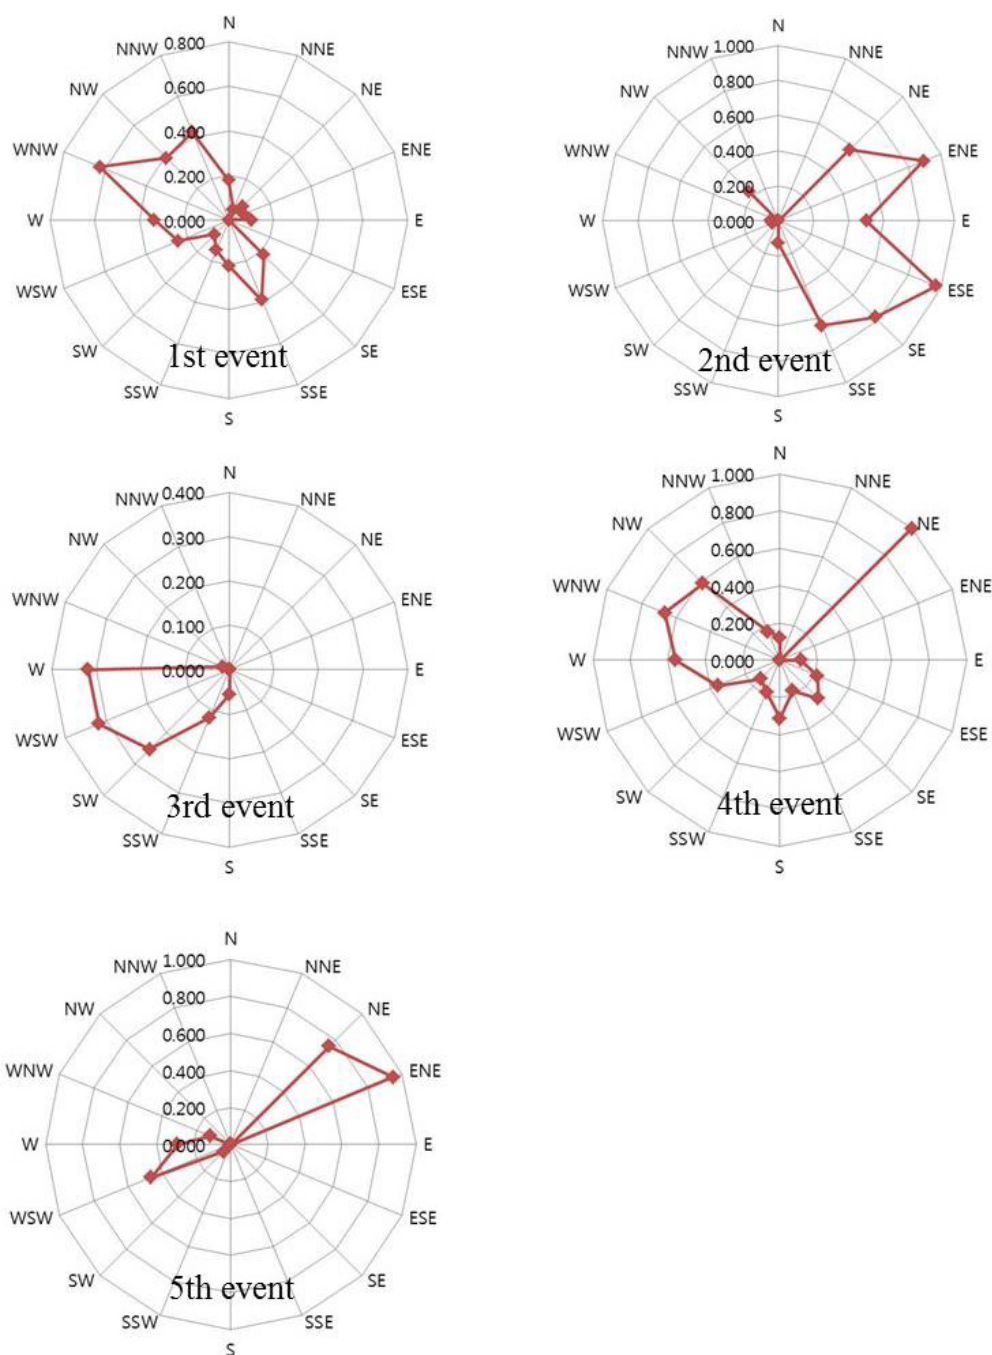 N
0.800
NNW
NNE
0.600
NW
NE
0.400
WNW
ENE
0.200
W
0.000
E
WSW
ESE
SW
SE
1st event
SSW
SSE
S
N
1.000
NNW
NNE
0.800
NW
NE
0.600
0.400
WNW
ENE
0.200
W
0.000
E
WSW
ESE
SW
SE
2nd event
SSW
SSE
S
N
0.400
NNW
NNE
0.300
NW
NE
0.200
WNW
ENE
0.100
W
0.000
E
WSW
ESE
SW
SE
3rd event
SSW
SSE
S
N
1.000
NNW
NNE
0.800
NW
NE
0.600
WNW
ENE
0.400
0.200
W
0.000
E
WSW
ESE
SW
SE
4th event
SSW
SSE
S
N
1.000
NNW
NNE
0.800
NW
NE
0.600
WNW
ENE
0.400
0.200
W
0.000
E
WSW
ESE
SW
SE
5th event
SSW
SSE
S